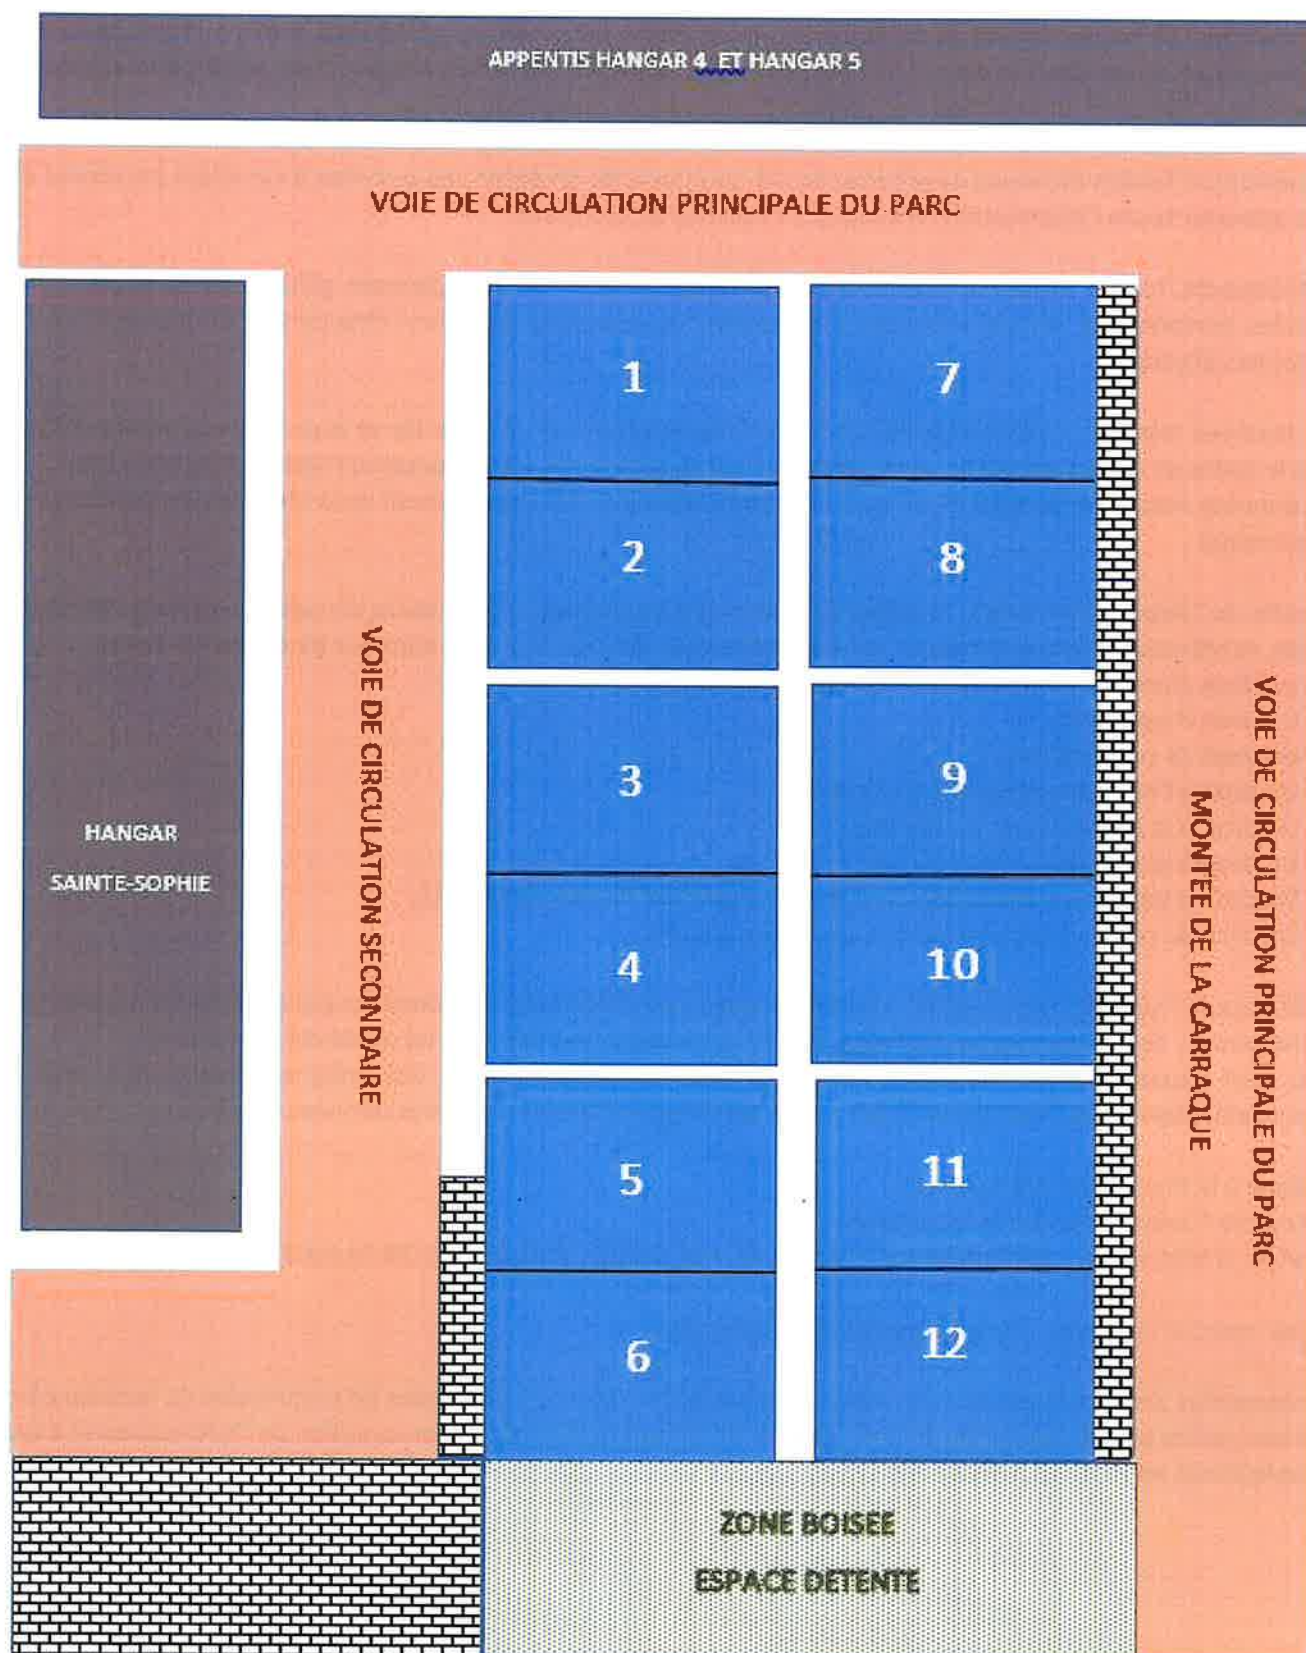 APPENTIS HANGAR 4 ET HANGAR 5
VOIE DE CIRCULATION PRINCIPALE DU PARC
1
7
2
8
3
9
4
10
5
11
6
12
HANGAR
SAINTE-SOPHIE
VOIE DE CIRCULATION SECONDAIRE
MONTEE DE LA CARRAQUE
VOIE DE CIRCULATION PRINCIPALE DU PARC
ZONE BOISEE
ESPACE DETENTE